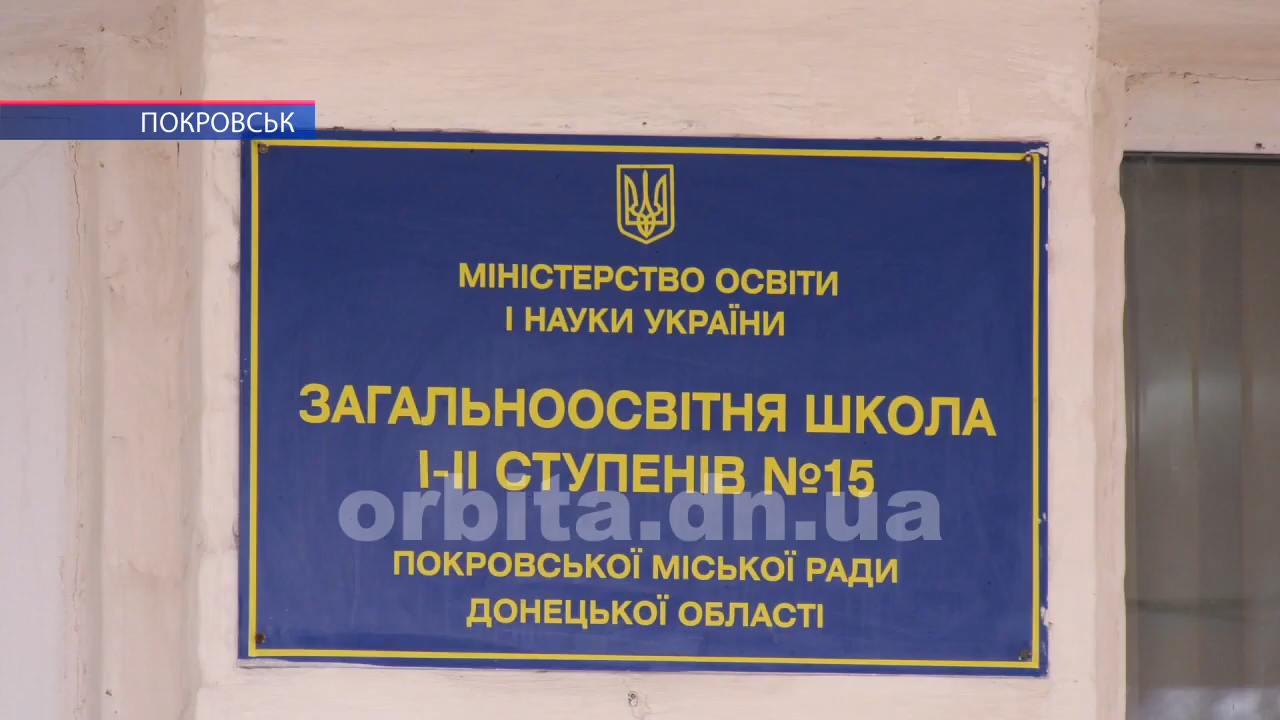 ПОКРОВСЬК
МІНІСТЕРСТВО ОСВІТИ
І НАУКИ УКРАЇНИ
ЗАГАЛЬНООСВІТНЯ ШКОЛА
І-ІІ СТУПЕНІВ №15
orbita.dn.ua
ПОКРОВСЬКОЇ МІСЬКОЇ РАДИ
ДОНЕЦЬКОЇ ОБЛАСТІ